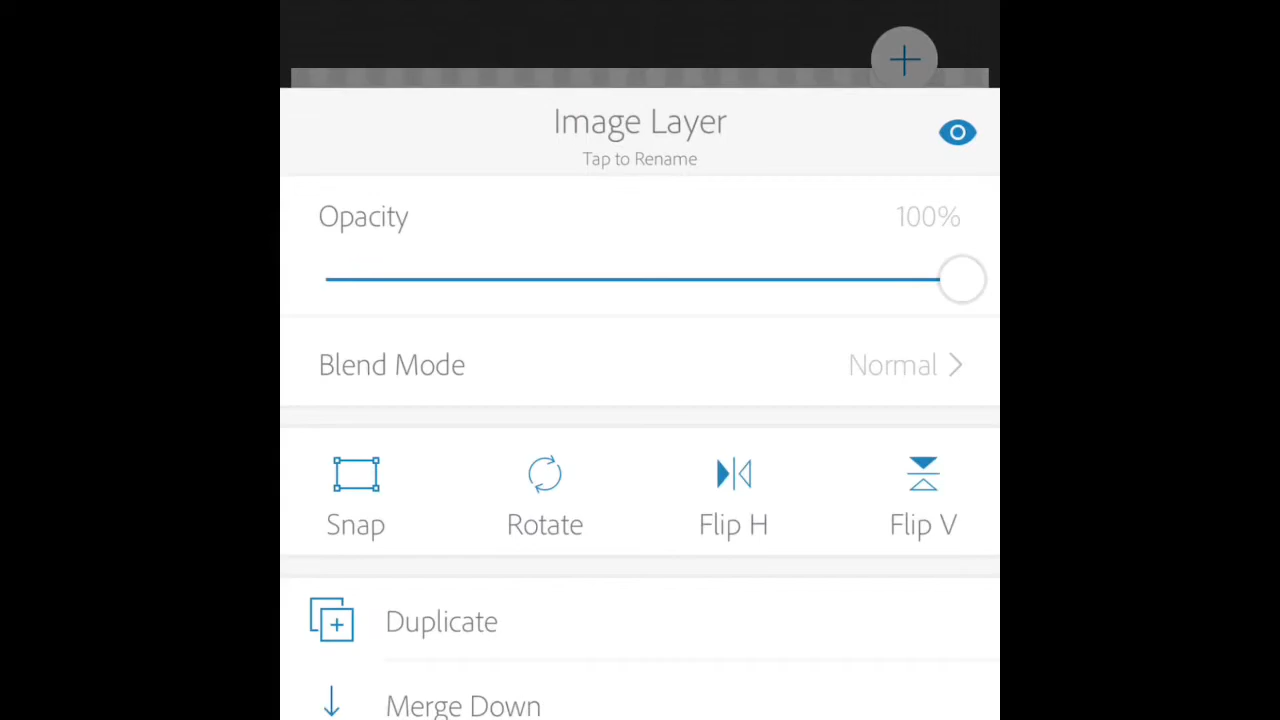 Image Layer
Tap to Rename
Opacity 100%
Blend Mode Normal
Snap Rotate Flip H Flip V
Duplicate
Merge Down